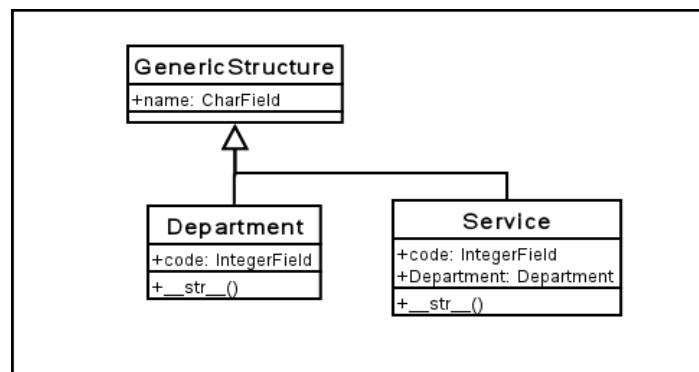 GenericStructure
+name: CharField
Department
+code: IntegerField
+__str__()
Service
+code: IntegerField
+Department: Department
+__str__()